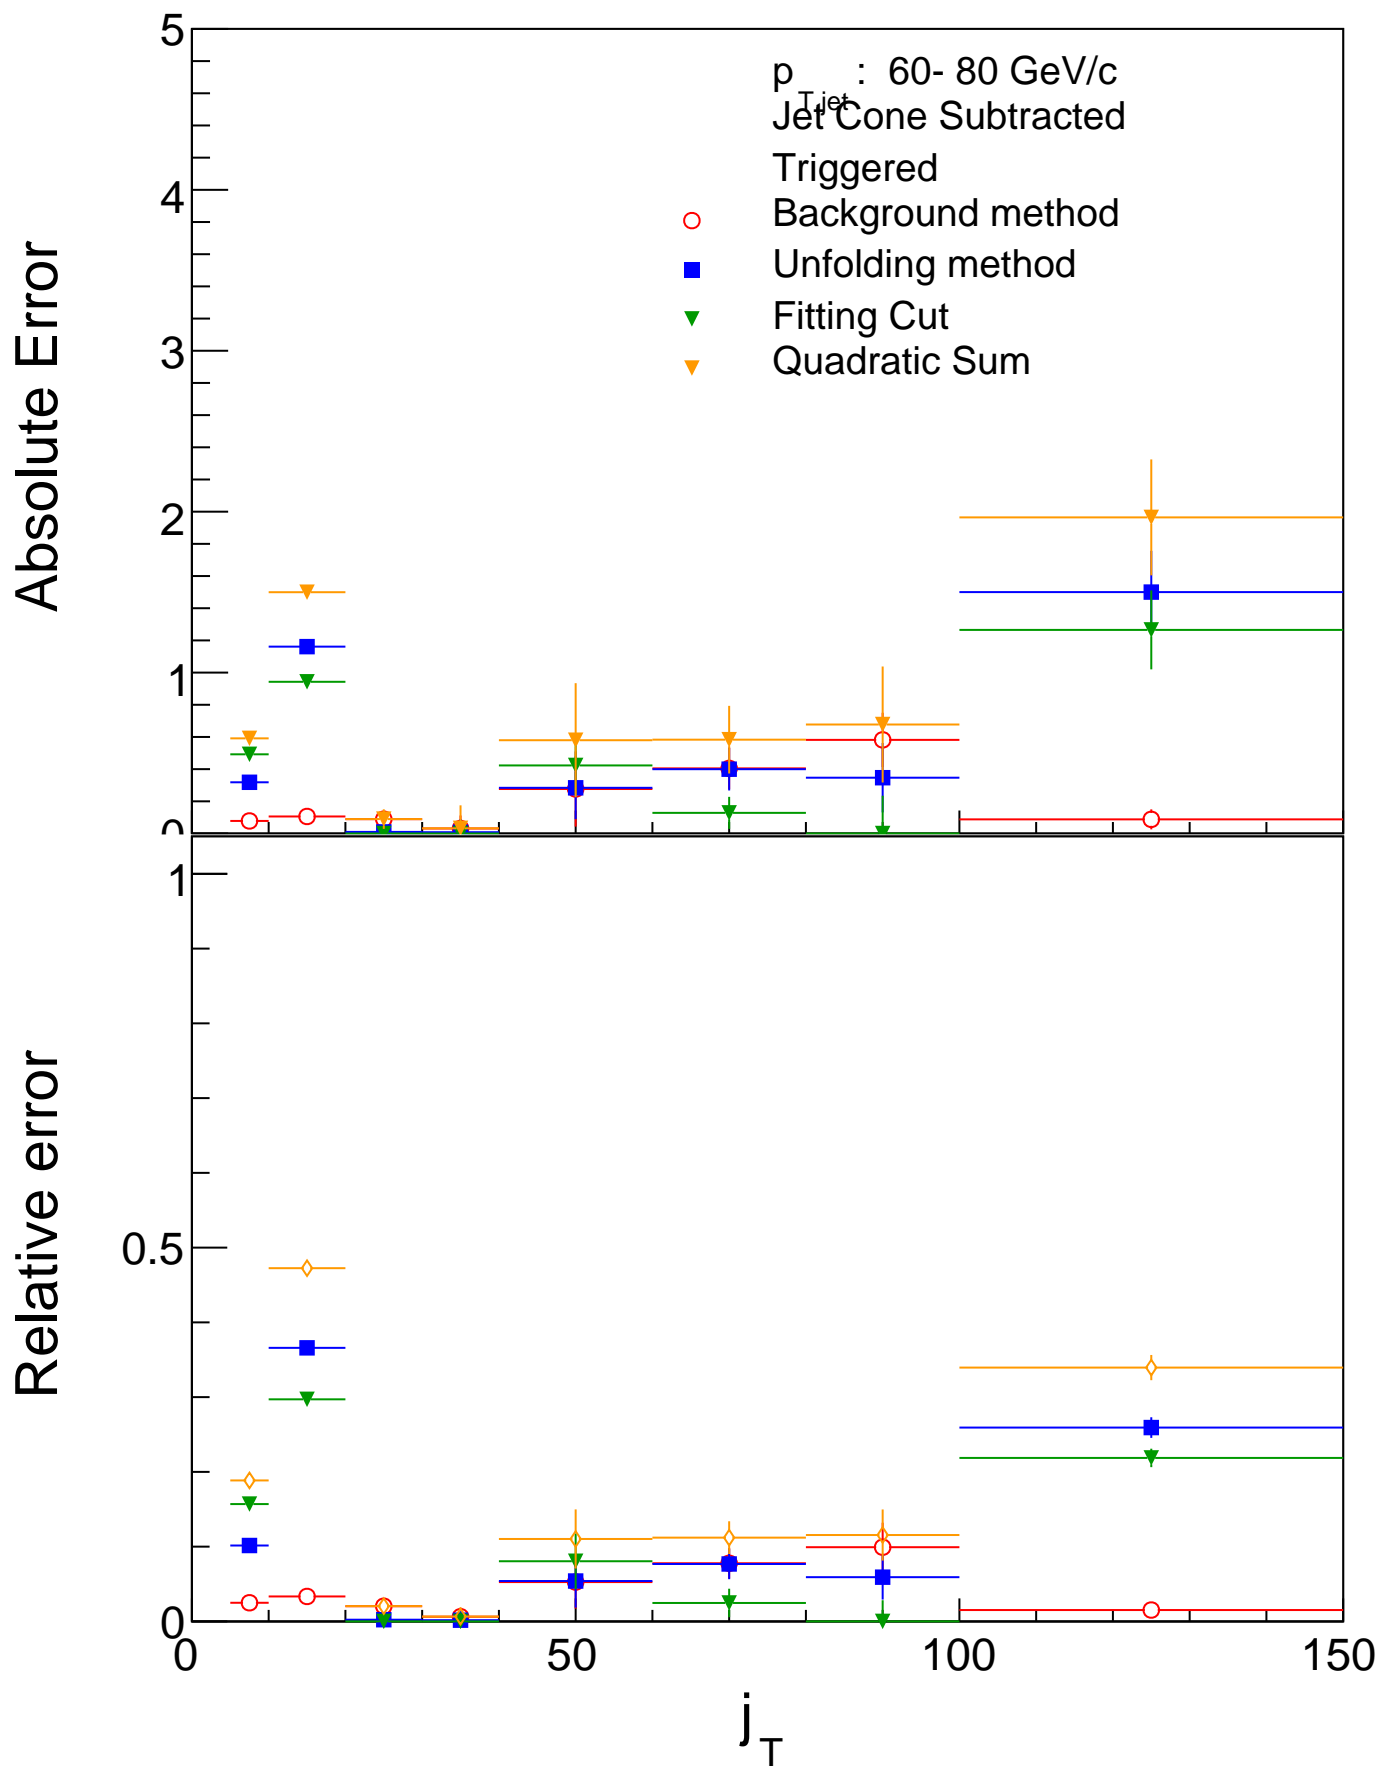 5
4
3
2
1
0
Absolute Error
p T,jet : 60- 80 GeV/c
Jet Cone Subtracted
Triggered
Background method
Unfolding method
Fitting Cut
Quadratic Sum
1
0.5
0
Relative error
0 50 100 150
j T